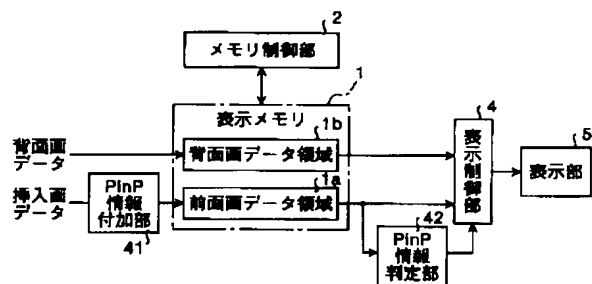 2
メモリ制御部
1
表示メモリ
1b
背面画
データ
背面画データ領域
4
表示制御部
5
表示部
挿入画
データ
PinP
情報
付加部
41
1a
前面画データ領域
42
PinP
情報
判定部